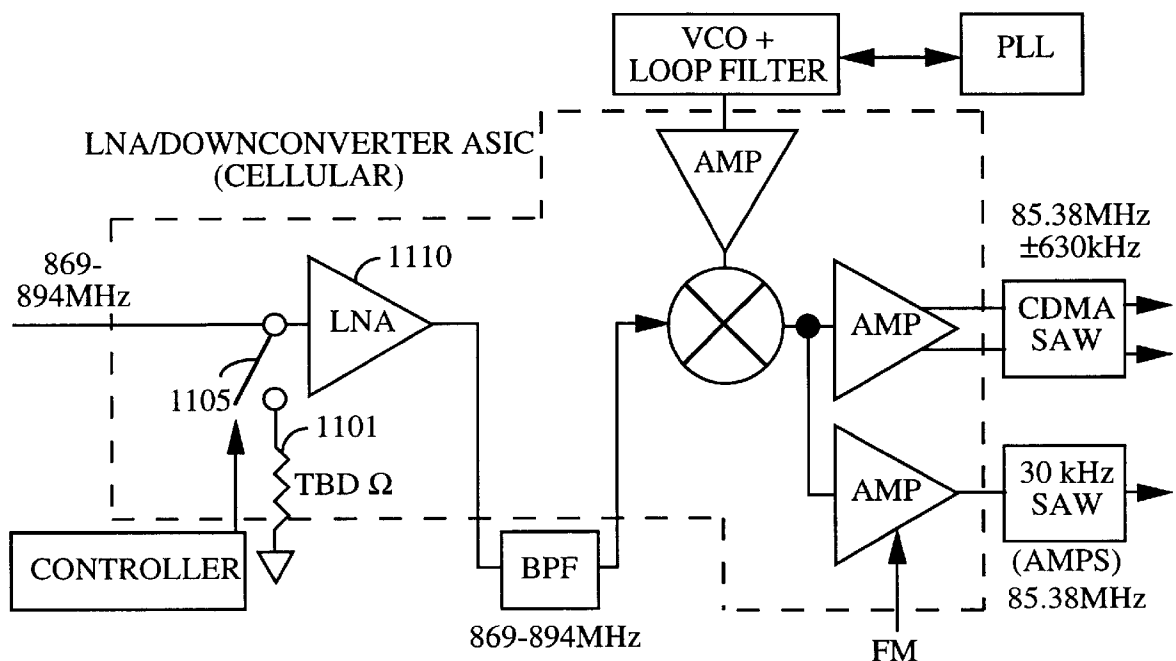 VCO +
LOOP FILTER
PLL
LNA/DOWNCONVERTER ASIC
(CELLULAR)
AMP
85.38MHz
±630kHz
869-
894MHz
1110
LNA
AMP
CDMA
SAW
1105
1101
TBD Ω
AMP
30 kHz
SAW
CONTROLLER
BPF
(AMPS)
85.38MHz
869-894MHz
FM